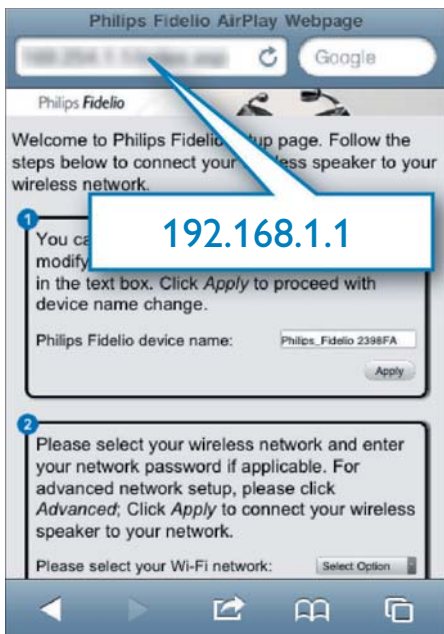 Philips Fidelio AirPlay Webpage
Google
Philips Fidelio
Welcome to Philips Fidelio up page. Follow the
steps below to connect your speaker to your
wireless network.
192.168.1.1
1
You
modify
in the text box. Click Apply to proceed with
device name change.
Philips Fidelio device name: Philips_Fidelio 2398FA
Apply
2
Please select your wireless network and enter
your network password if applicable. For
advanced network setup, please click
Advanced; Click Apply to connect your wireless
speaker to your network.
Please select your Wi-Fi network: Select Option